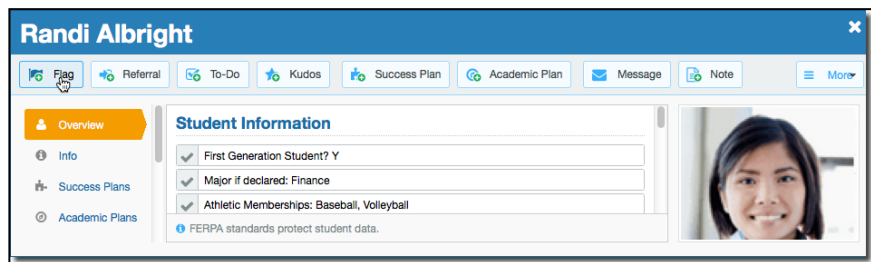 Randi Albright
Flag Referral To-Do Kudos Success Plan Academic Plan Message Note More
Overview
Info
Success Plans
Academic Plans
Student Information
First Generation Student? Y
Major if declared: Finance
Athletic Memberships: Baseball, Volleyball
FERPA standards protect student data.